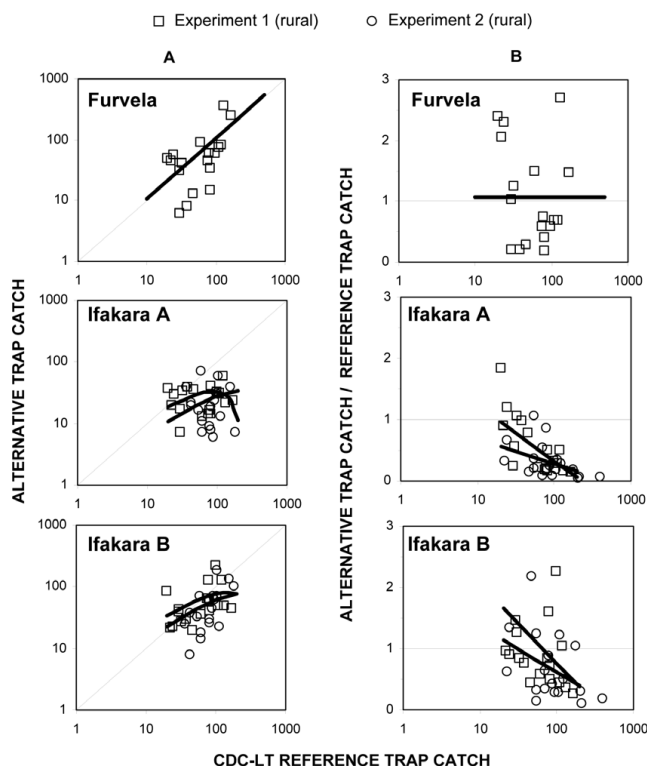 Experiment 1 (rural) Experiment 2 (rural)
A B
Furvela
1000
100
10
1
1 10 100 1000
Furvela
3
2
1
0
1 10 100 1000
Ifakara A
1000
100
10
1
1 10 100 1000
Ifakara A
2
1
0
1 10 100 1000
Ifakara B
1000
100
10
1
1 10 100 1000
Ifakara B
3
2
1
0
1 10 100 1000
ALTERNATIVE TRAP CATCH
ALTERNATIVE TRAP CATCH / REFERENCE TRAP CATCH
CDC-LT REFERENCE TRAP CATCH